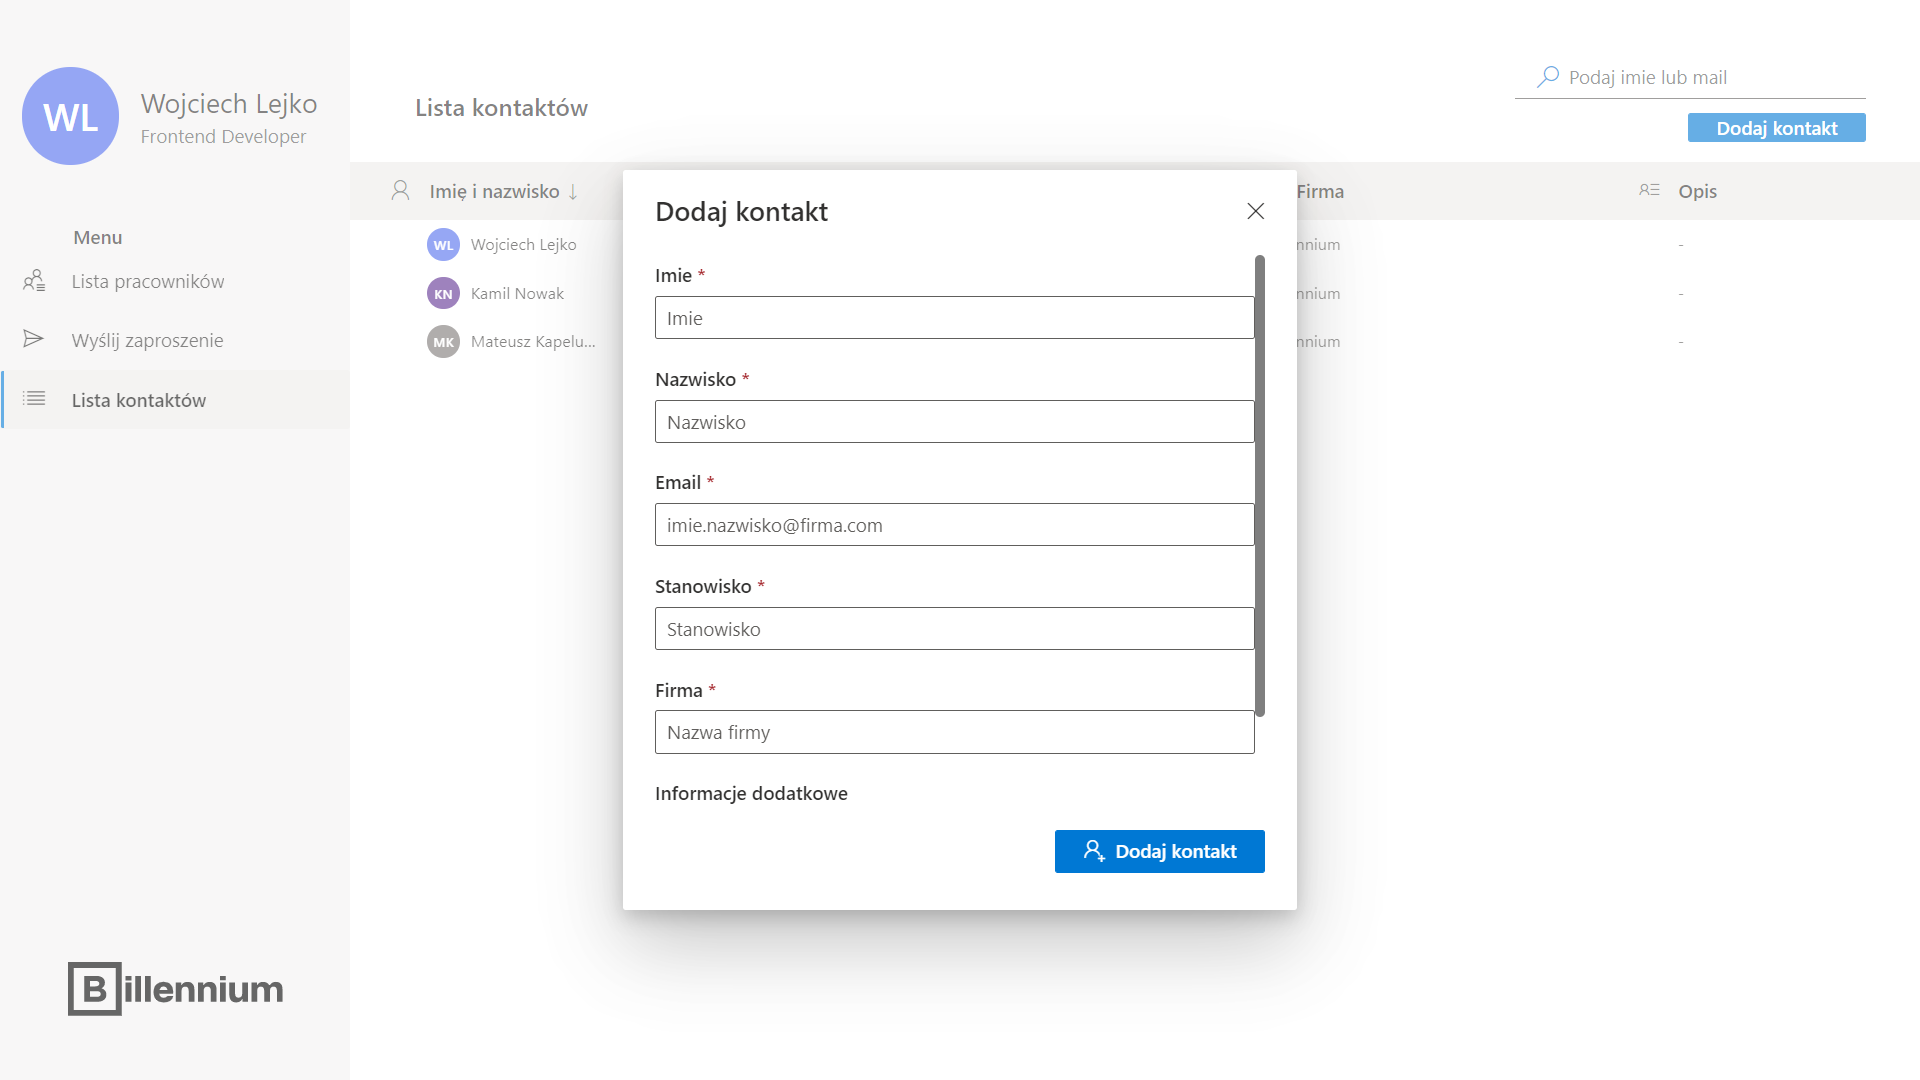 WL
Wojciech Lejko
Frontend Developer
Menu
Lista pracowników
Wyślij zaproszenie
Lista kontaktów
Billennium
Lista kontaktów
Podaj imie lub mail
Dodaj kontakt
Imię i nazwisko ↓
Firma
Opis
WL Wojciech Lejko
nnium
-
KN Kamil Nowak
nnium
-
MK Mateusz Kapelu...
nnium
-
Dodaj kontakt
Imie *
Imie
Nazwisko *
Nazwisko
Email *
imie.nazwisko@firma.com
Stanowisko *
Stanowisko
Firma *
Nazwa firmy
Informacje dodatkowe
Dodaj kontakt